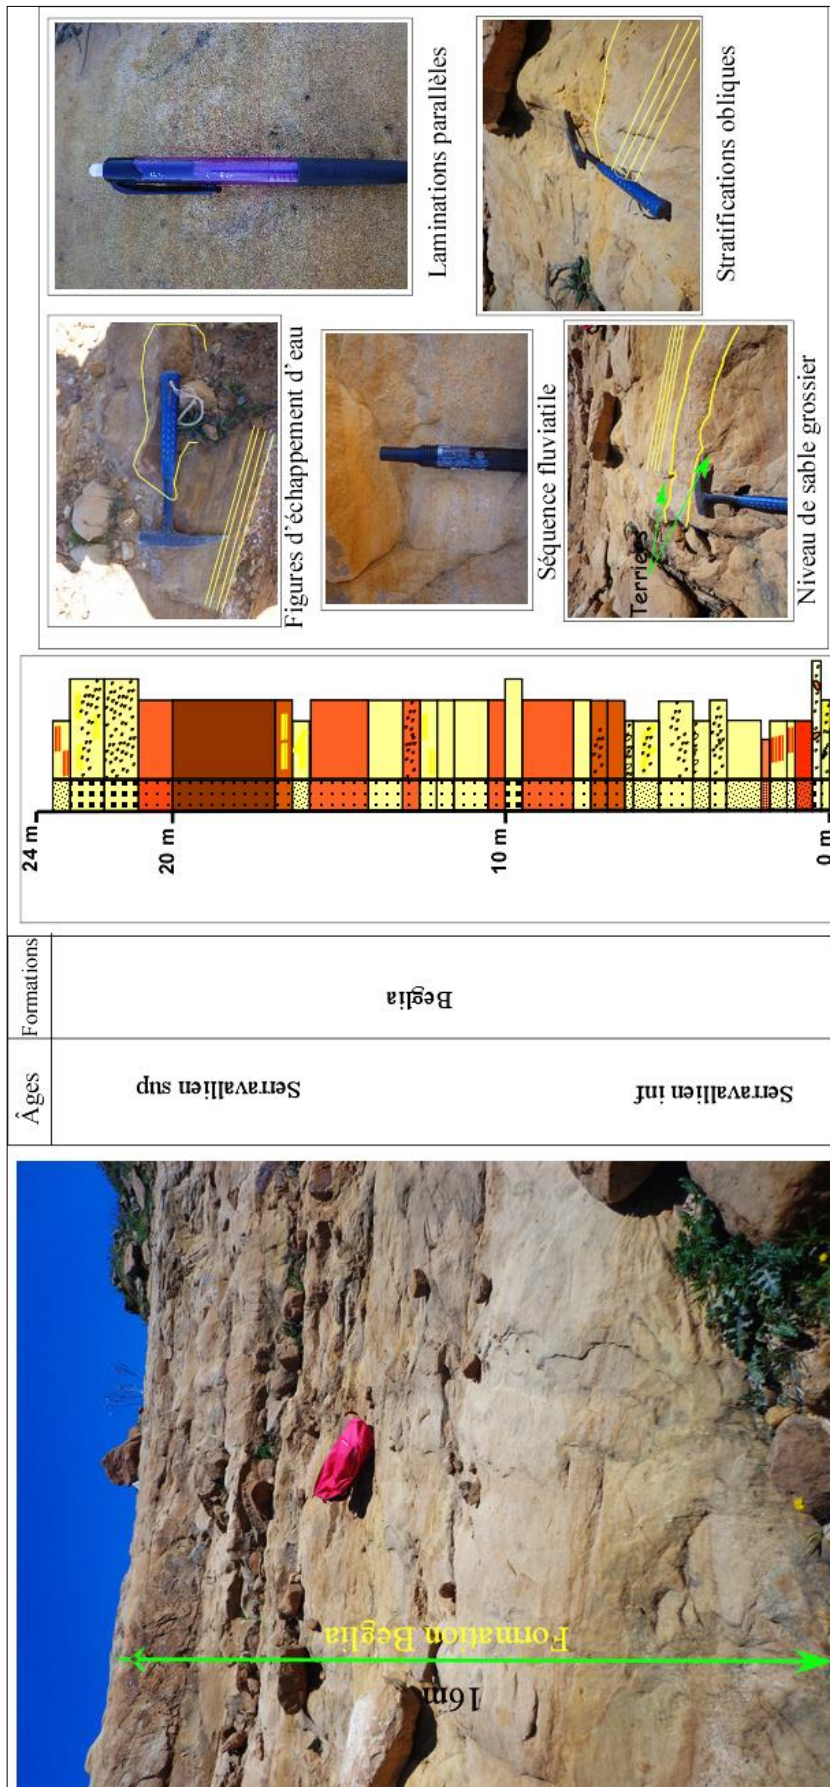 Âges
Formations
Serravallien sup
Serravallien inf
Beglia
24 m
20 m
10 m
0 m
Formation Beglia
16m
Figures d'échappement d'eau
Laminations parallèles
Séquence fluviatile
Stratifications obliques
Terriers
Niveau de sable grossier